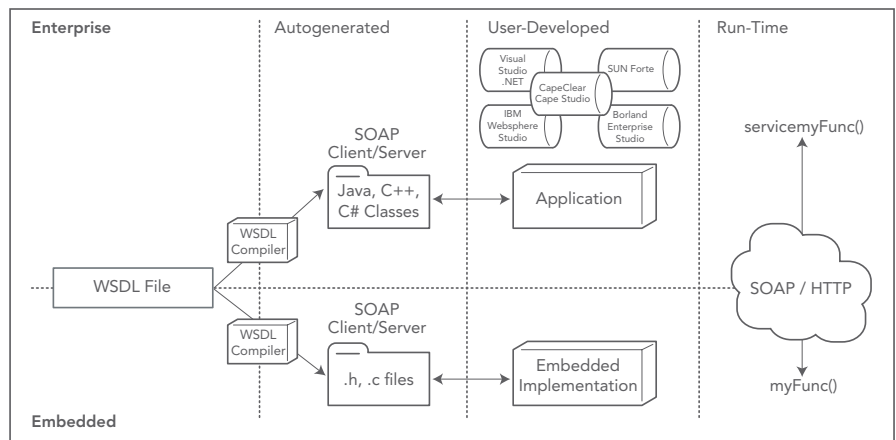 Enterprise
Autogenerated
User-Developed
Run-Time
Visual
Studio
.NET
SUN Forte
CapeClear
Cape Studio
IBM
Websphere
Studio
Borland
Enterprise
Studio
SOAP
Client/Server
Java, C++,
C# Classes
Application
servicemyFunc()
WSDL
Compiler
WSDL File
SOAP / HTTP
WSDL
Compiler
SOAP
Client/Server
.h, .c files
Embedded
Implementation
myFunc()
Embedded